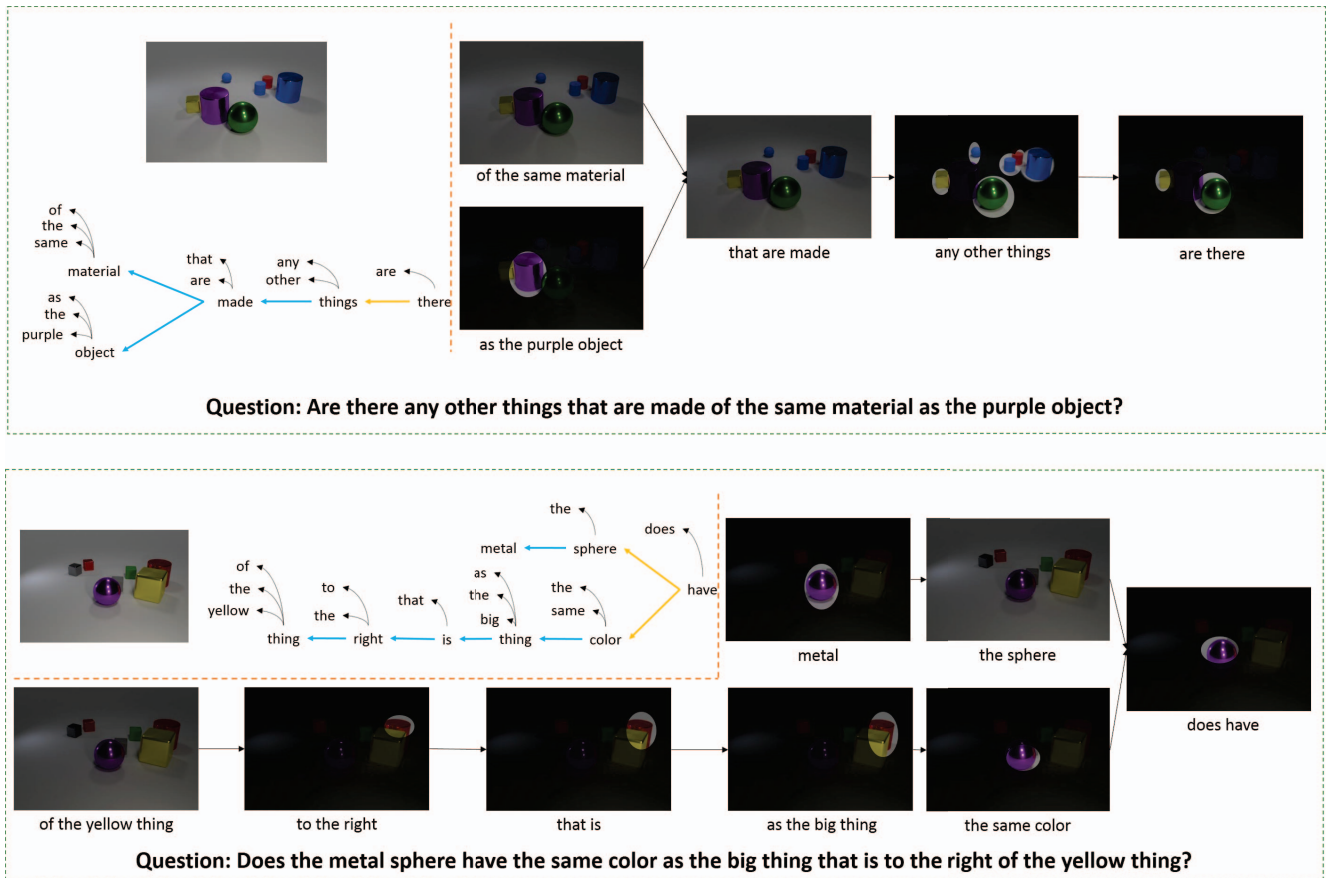 of
the
same
material
as
the
purple
object
that
are
made
any
other
things
are
there
of the same material
as the purple object
that are made
any other things
are there
Question: Are there any other things that are made of the same material as the purple object?
of
the
yellow
thing
to
the
right
that
is
as
the
big
thing
the
same
color
the
metal
sphere
does
have
metal
the sphere
does have
of the yellow thing
to the right
that is
as the big thing
the same color
Question: Does the metal sphere have the same color as the big thing that is to the right of the yellow thing?